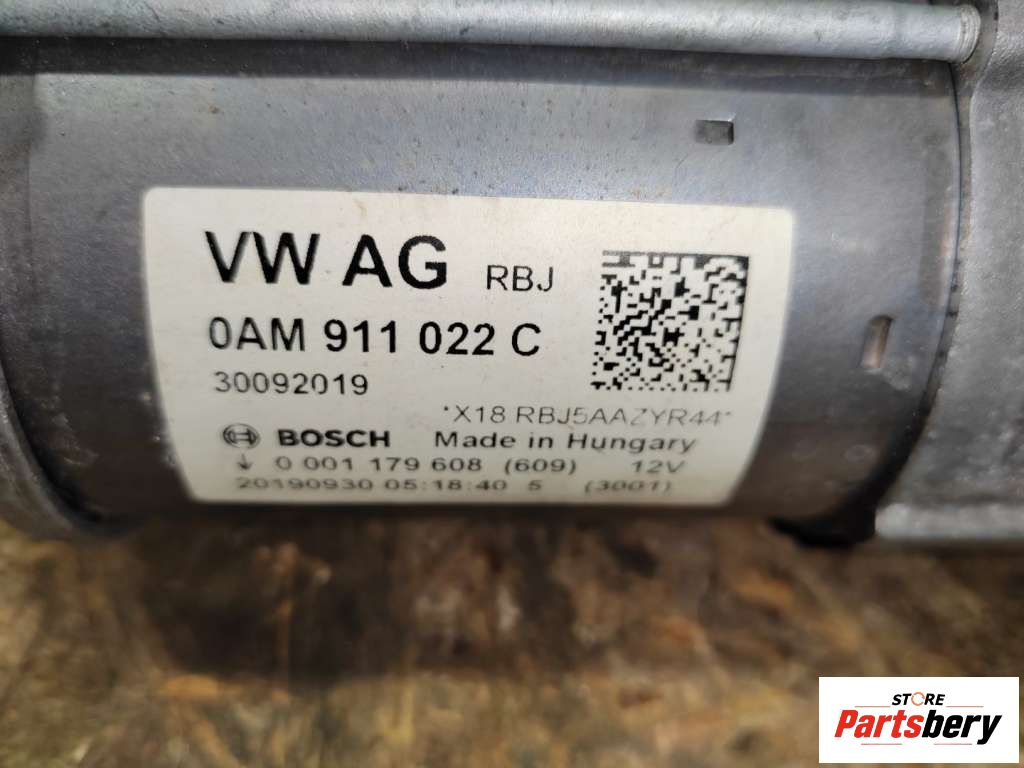 VW AG RBJ
0AM 911 022 C
30092019
*X18 RBJ5AAZYR44*
BOSCH Made in Hungary
↓ 0 001 179 608 (609) 12V
20190930 05:18:40 5 (3001)
STORE
Partsbery